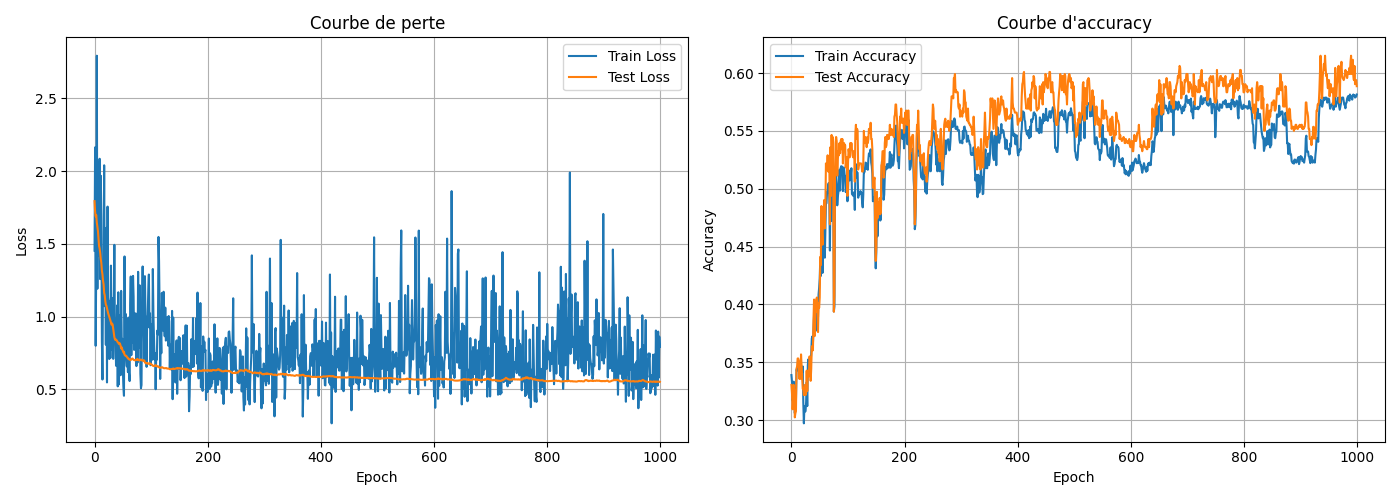 Courbe de perte
Train Loss
Test Loss
2.5
2.0
1.5
1.0
0.5
Loss
0
200
400
600
800
1000
Epoch
Courbe d'accuracy
Train Accuracy
Test Accuracy
0.60
0.55
0.50
0.45
0.40
0.35
0.30
Accuracy
0
200
400
600
800
1000
Epoch